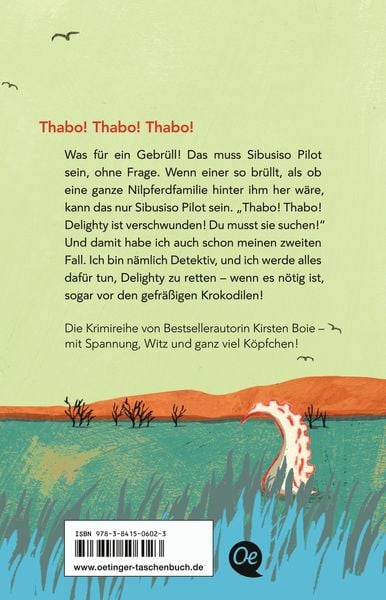 Thabo! Thabo! Thabo!
Was für ein Gebrüll! Das muss Sibusiso Pilot
sein, ohne Frage. Wenn einer so brüllt, als ob
eine ganze Nilpferdfamilie hinter ihm her wäre,
kann das nur Sibusiso Pilot sein. „Thabo! Thabo!
Delighty ist verschwunden! Du musst sie suchen!“
Und damit habe ich auch schon meinen zweiten
Fall. Ich bin nämlich Detektiv, und ich werde alles
dafür tun, Delighty zu retten – wenn es nötig ist,
sogar vor den gefräßigen Krokodilen!
Die Krimireihe von Bestsellerautorin Kirsten Boie –
mit Spannung, Witz und ganz viel Köpfchen!
ISBN 978-3-8415-0602-3
www.oetinger-taschenbuch.de
Oe